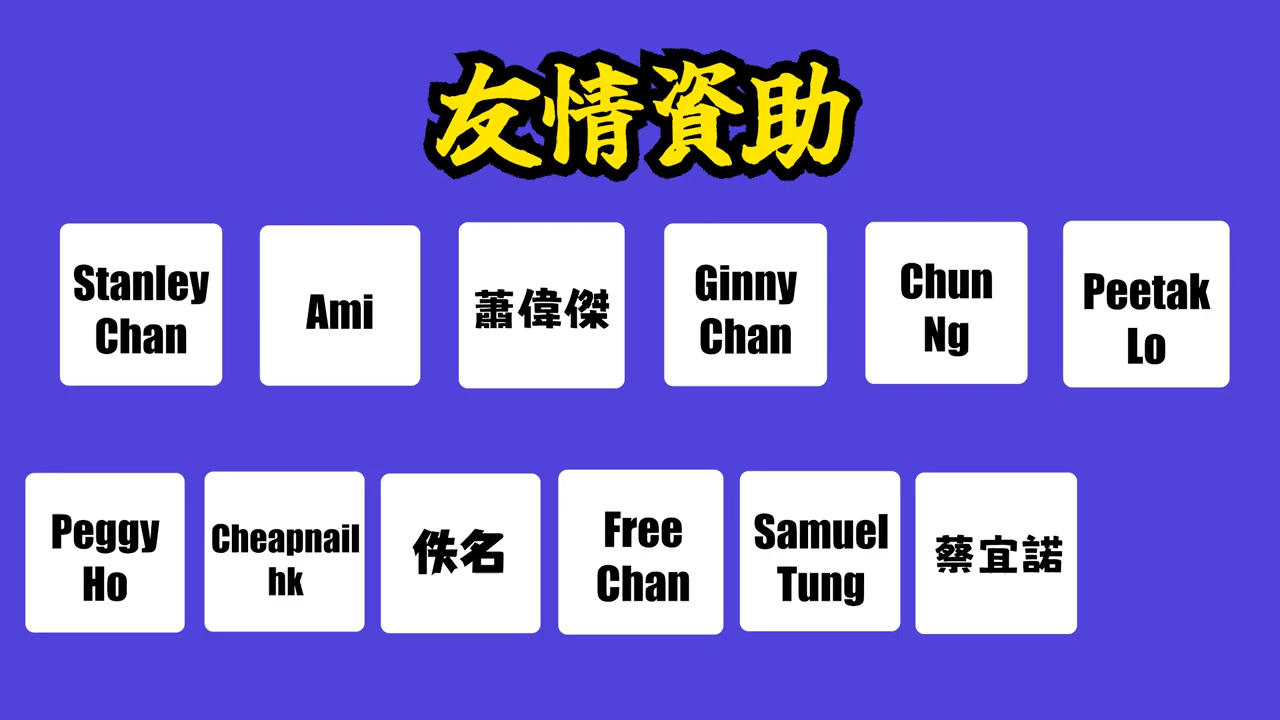 友情資助
Stanley
Chan
Ami
蕭偉傑
Ginny
Chan
Chun
Ng
Peetak
Lo
Peggy
Ho
Cheapnail
hk
佚名
Free
Chan
Samuel
Tung
蔡宜諾